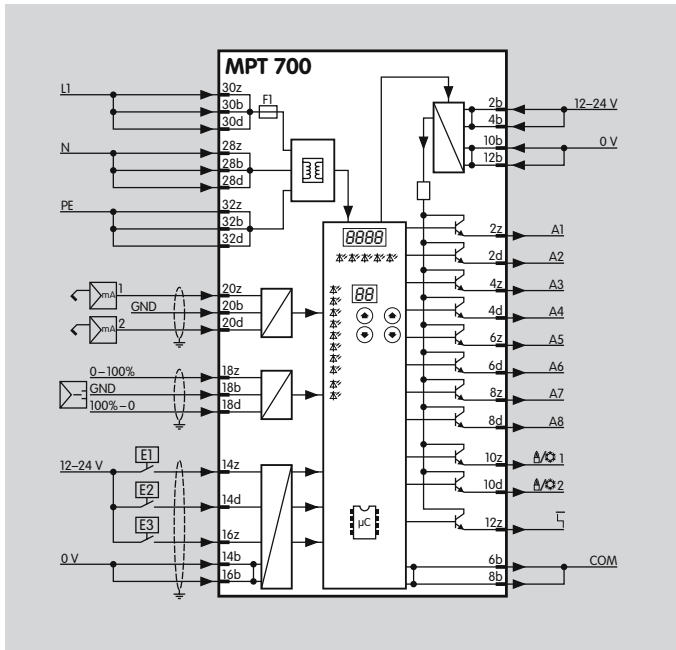 MPT 700
L1
30z
30b
30d
F1
N
28z
28b
28d
PE
32z
32b
32d
mA
1
20z
GND
20b
mA
2
20d
0–100%
18z
GND
18b
100%–0
18d
12–24 V
E1
14z
E2
14d
E3
16z
0 V
14b
16b
8888
88
µC
2b
12–24 V
4b
10b
0 V
12b
2z
A1
2d
A2
4z
A3
4d
A4
6z
A5
6d
A6
8z
A7
8d
A8
10z
/ 1
10d
/ 2
12z
6b
COM
8b